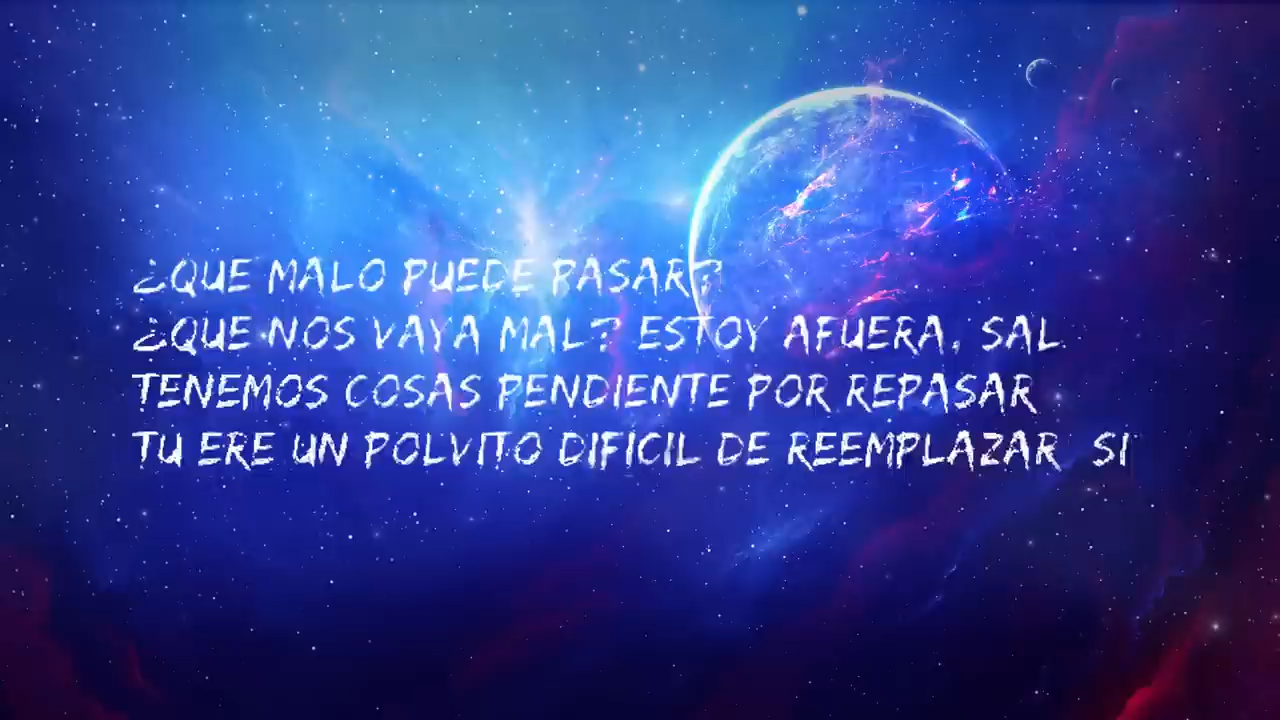 ¿QUE MALO PUEDE PASAR?
¿QUE NOS VAYA MAL? ESTOY AFUERA, SAL
TENEMOS COSAS PENDIENTE POR REPASAR
TU ERE UN POLVITO DIFÍCIL DE REEMPLAZAR SI